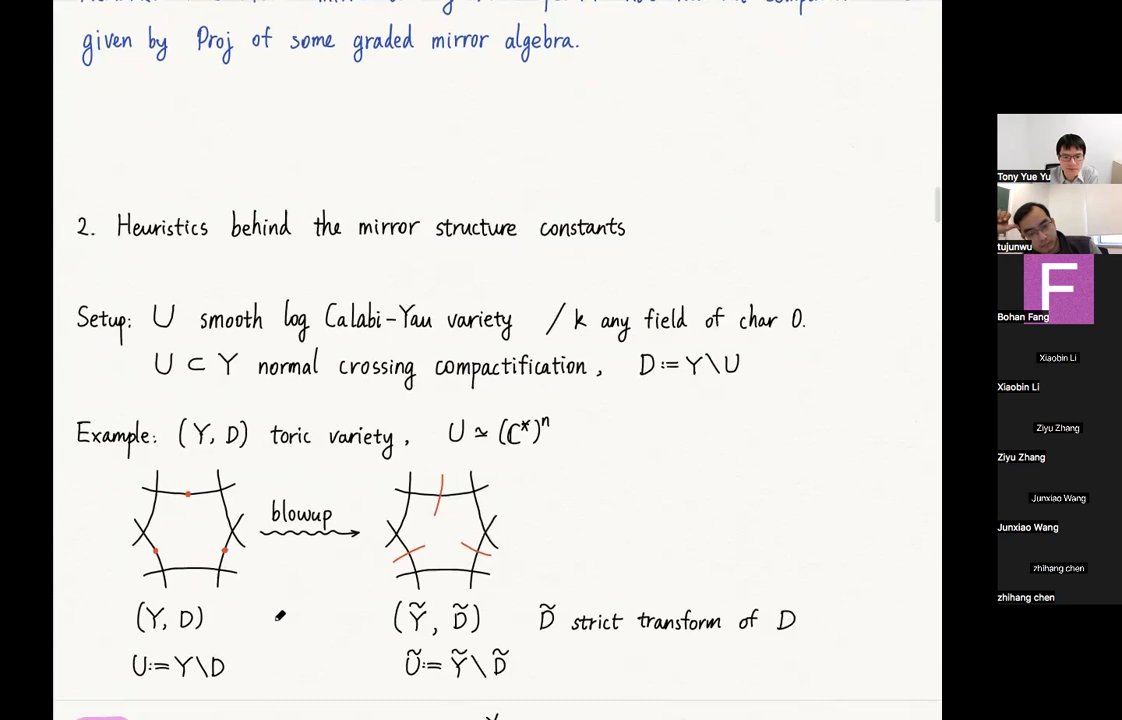 given by Proj of some graded mirror algebra.
2. Heuristics behind the mirror structure constants
Setup: U smooth log Calabi-Yau variety / k any field of char 0.
U ⊂ Y normal crossing compactification, D := Y\U
Example: (Y, D) toric variety, U ≃ (C*)ⁿ
blowup
(Y, D)
(Ỹ, D̃) D̃ strict transform of D
U := Y\D
Ũ := Ỹ\D̃
Tony Yue Yu
tujunwu
F
Bohan Fang
Xiaobin Li
Xiaobin Li
Ziyu Zhang
Ziyu Zhang
Junxiao Wang
Junxiao Wang
zhihang chen
zhihang chen